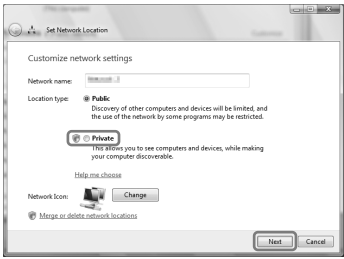 Set Network Location
Customize network settings
Network name:
Location type:
Public
Discovery of other computers and devices will be limited, and
the use of the network by some programs may be restricted.
Private
This allows you to see computers and devices, while making
your computer discoverable.
Help me choose
Network Icon:
Change
Merge or delete network locations
Next
Cancel